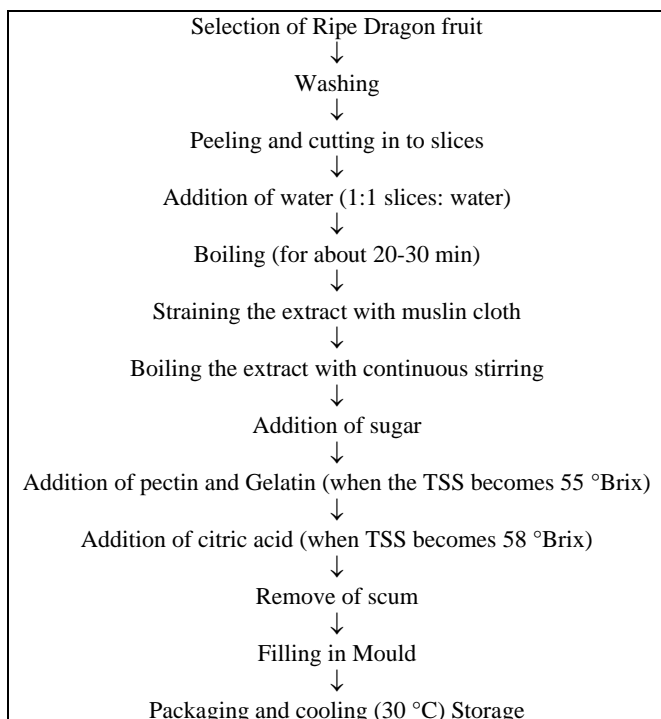 Selection of Ripe Dragon fruit
↓
Washing
↓
Peeling and cutting in to slices
↓
Addition of water (1:1 slices: water)
↓
Boiling (for about 20-30 min)
↓
Straining the extract with muslin cloth
↓
Boiling the extract with continuous stirring
↓
Addition of sugar
↓
Addition of pectin and Gelatin (when the TSS becomes 55 °Brix)
↓
Addition of citric acid (when TSS becomes 58 °Brix)
↓
Remove of scum
↓
Filling in Mould
↓
Packaging and cooling (30 °C) Storage